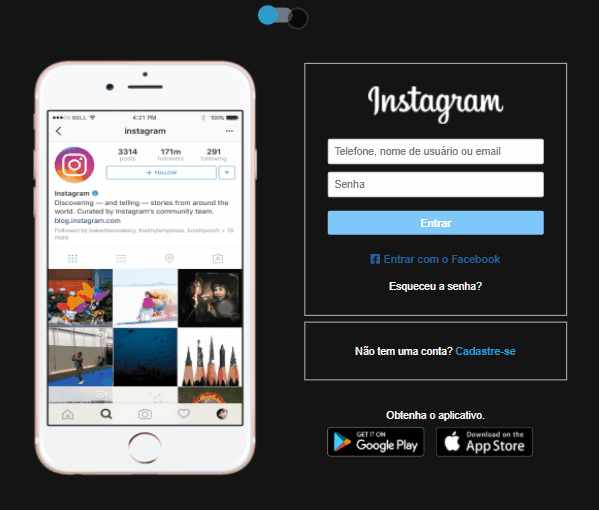 BELL
4:21 PM
100%
instagram
3314
posts
171m
followers
291
following
+ FOLLOW
Instagram
Discovering — and telling — stories from around the
world. Curated by Instagram's community team.
blog.instagram.com
Followed by bakedowncakery, thetinytempress, lunchpunch + 18
more
Instagram
Telefone, nome de usuário ou email
Senha
Entrar
Entrar com o Facebook
Esqueceu a senha?
Não tem uma conta? Cadastre-se
Obtenha o aplicativo.
GET IT ON
Google Play
Download on the
App Store